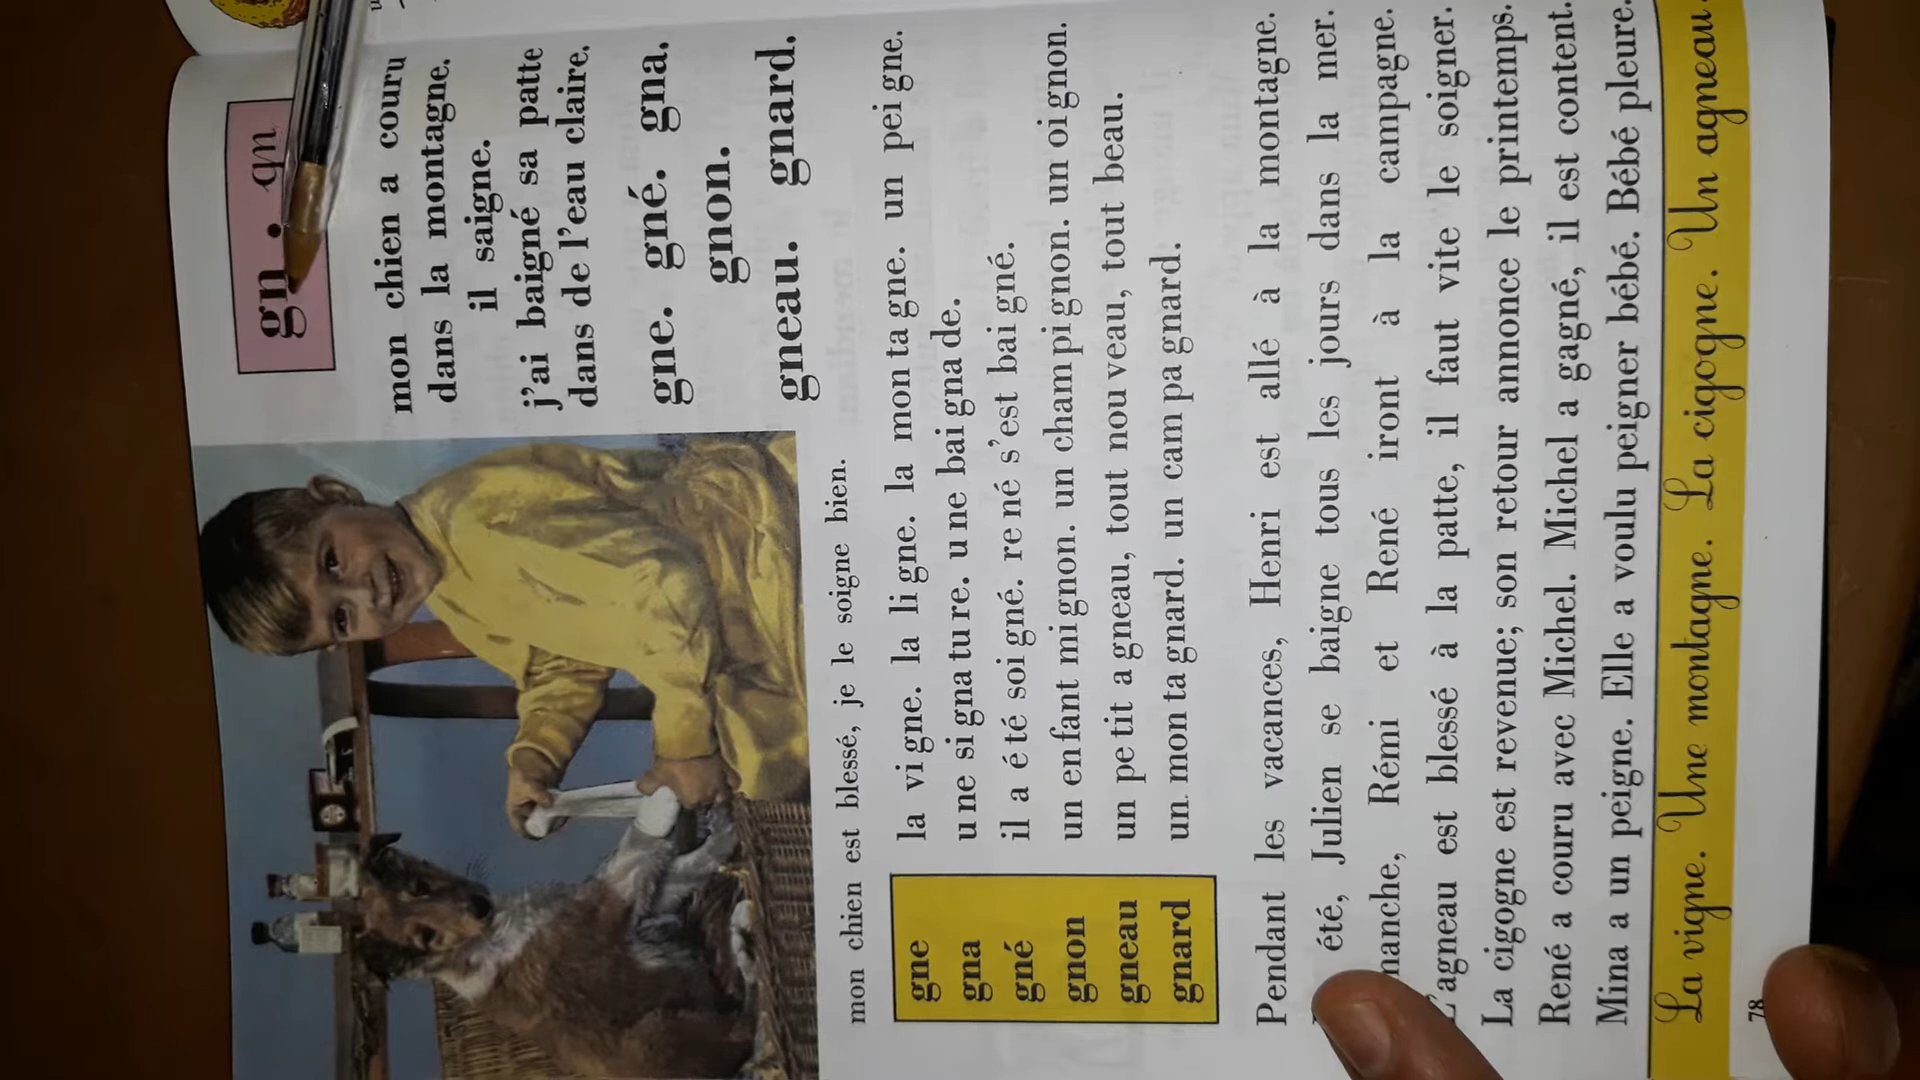 gn. gn
mon chien a couru
dans la montagne.
il saigne.
j'ai baigné sa patte
dans de l'eau claire.
gne. gné. gna.
gnon.
gneau. gnard.
mon chien est blessé, je le soigne bien.
gne
gna
gné
gnon
gneau
gnard
la vi gne. la li gne. la mon ta gne. un pei gne.
u ne si gna tu re. u ne bai gna de.
il a é té soi gné. re né s'est bai gné.
un enfant mi gnon. un cham pi gnon. un oi gnon.
un pe tit a gneau, tout nou veau, tout beau.
un mon ta gnard. un cam pa gnard.
Pendant les vacances, Henri est allé à la montagne.
été, Julien se baigne tous les jours dans la mer.
manche, Rémi et René iront à la campagne.
L'agneau est blessé à la patte, il faut vite le soigner.
La cigogne est revenue; son retour annonce le printemps.
René a couru avec Michel. Michel a gagné, il est content.
Mina a un peigne. Elle a voulu peigner bébé. Bébé pleure.
La vigne. Une montagne. La cigogne. Un agneau.
78